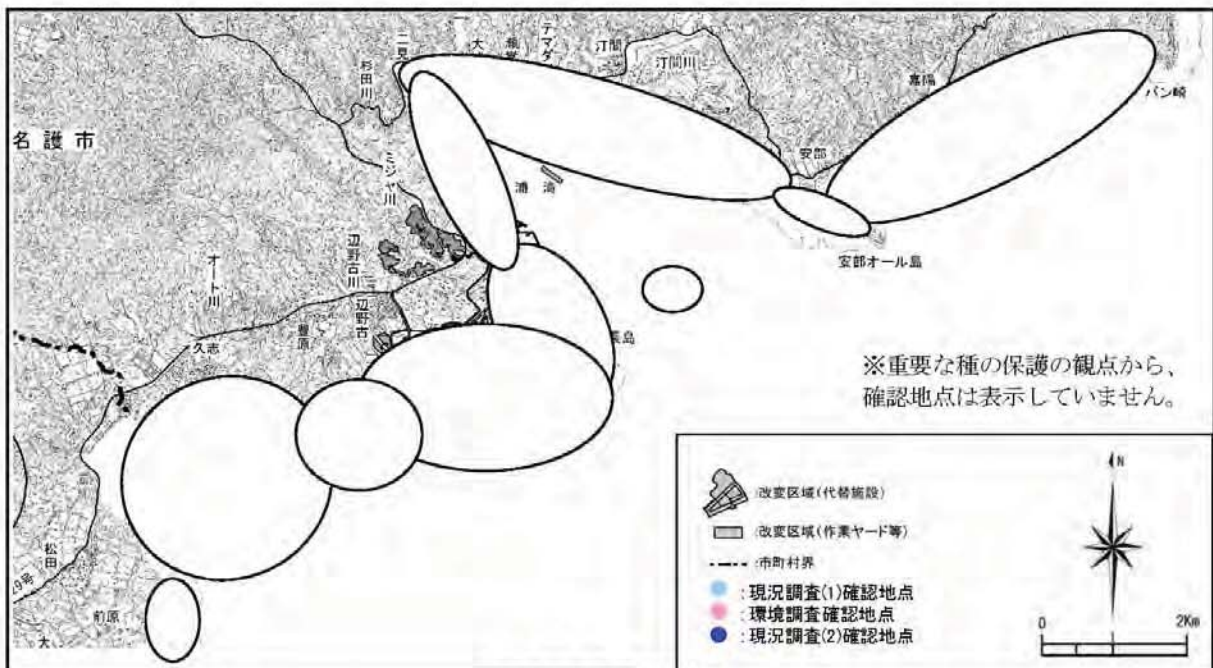 名護市
二見
杉田川
大
テマダ
汀間
汀間川
嘉陽
バン崎
安部
ミジャ川
浦湾
安部オール島
辺野古川
辺野古
オート川
豊原
久志
長島
※重要な種の保護の観点から、
確認地点は表示していません。
松田
29号
前原
大
:改変区域(代替施設)
:改変区域(作業ヤード等)
:市町村界
:現況調査(1)確認地点
:環境調査確認地点
:現況調査(2)確認地点
N
0
2Km